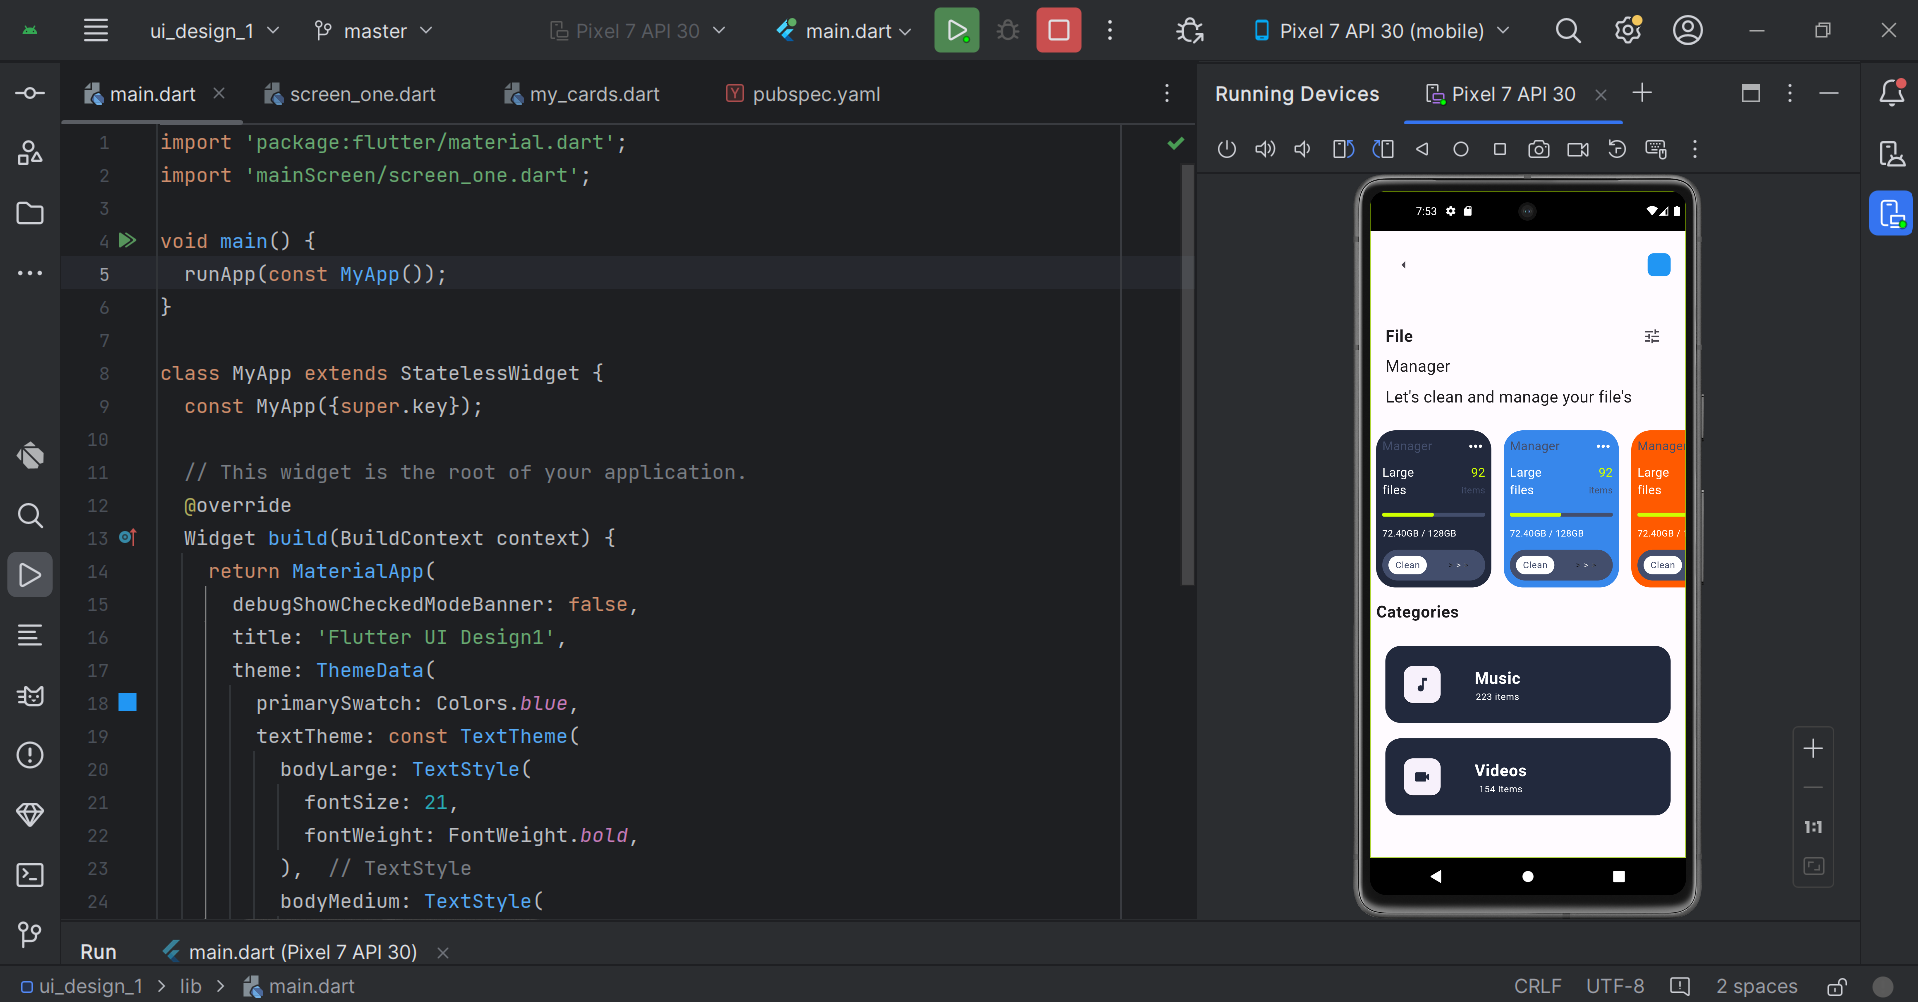 ui_design_1 master Pixel 7 API 30 main.dart Pixel 7 API 30 (mobile)
main.dart screen_one.dart my_cards.dart pubspec.yaml
Running Devices Pixel 7 API 30
1 import 'package:flutter/material.dart';
2 import 'mainScreen/screen_one.dart';
3
4 void main() {
5 runApp(const MyApp());
6 }
7
8 class MyApp extends StatelessWidget {
9 const MyApp({super.key});
10
11 // This widget is the root of your application.
12 @override
13 Widget build(BuildContext context) {
14 return MaterialApp(
15 debugShowCheckedModeBanner: false,
16 title: 'Flutter UI Design1',
17 theme: ThemeData(
18 primarySwatch: Colors.blue,
19 textTheme: const TextTheme(
20 bodyLarge: TextStyle(
21 fontSize: 21,
22 fontWeight: FontWeight.bold,
23 ), // TextStyle
24 bodyMedium: TextStyle(
7:53
File
Manager
Let's clean and manage your file's
Manager ••• Manager ••• Manager
Large 92 Large 92 Large
files Items files Items files
72.40GB / 128GB 72.40GB / 128GB 72.40GB /
Clean > > Clean > > Clean
Categories
Music
223 items
Videos
154 Items
1:1
Run main.dart (Pixel 7 API 30)
ui_design_1 > lib > main.dart CRLF UTF-8 2 spaces